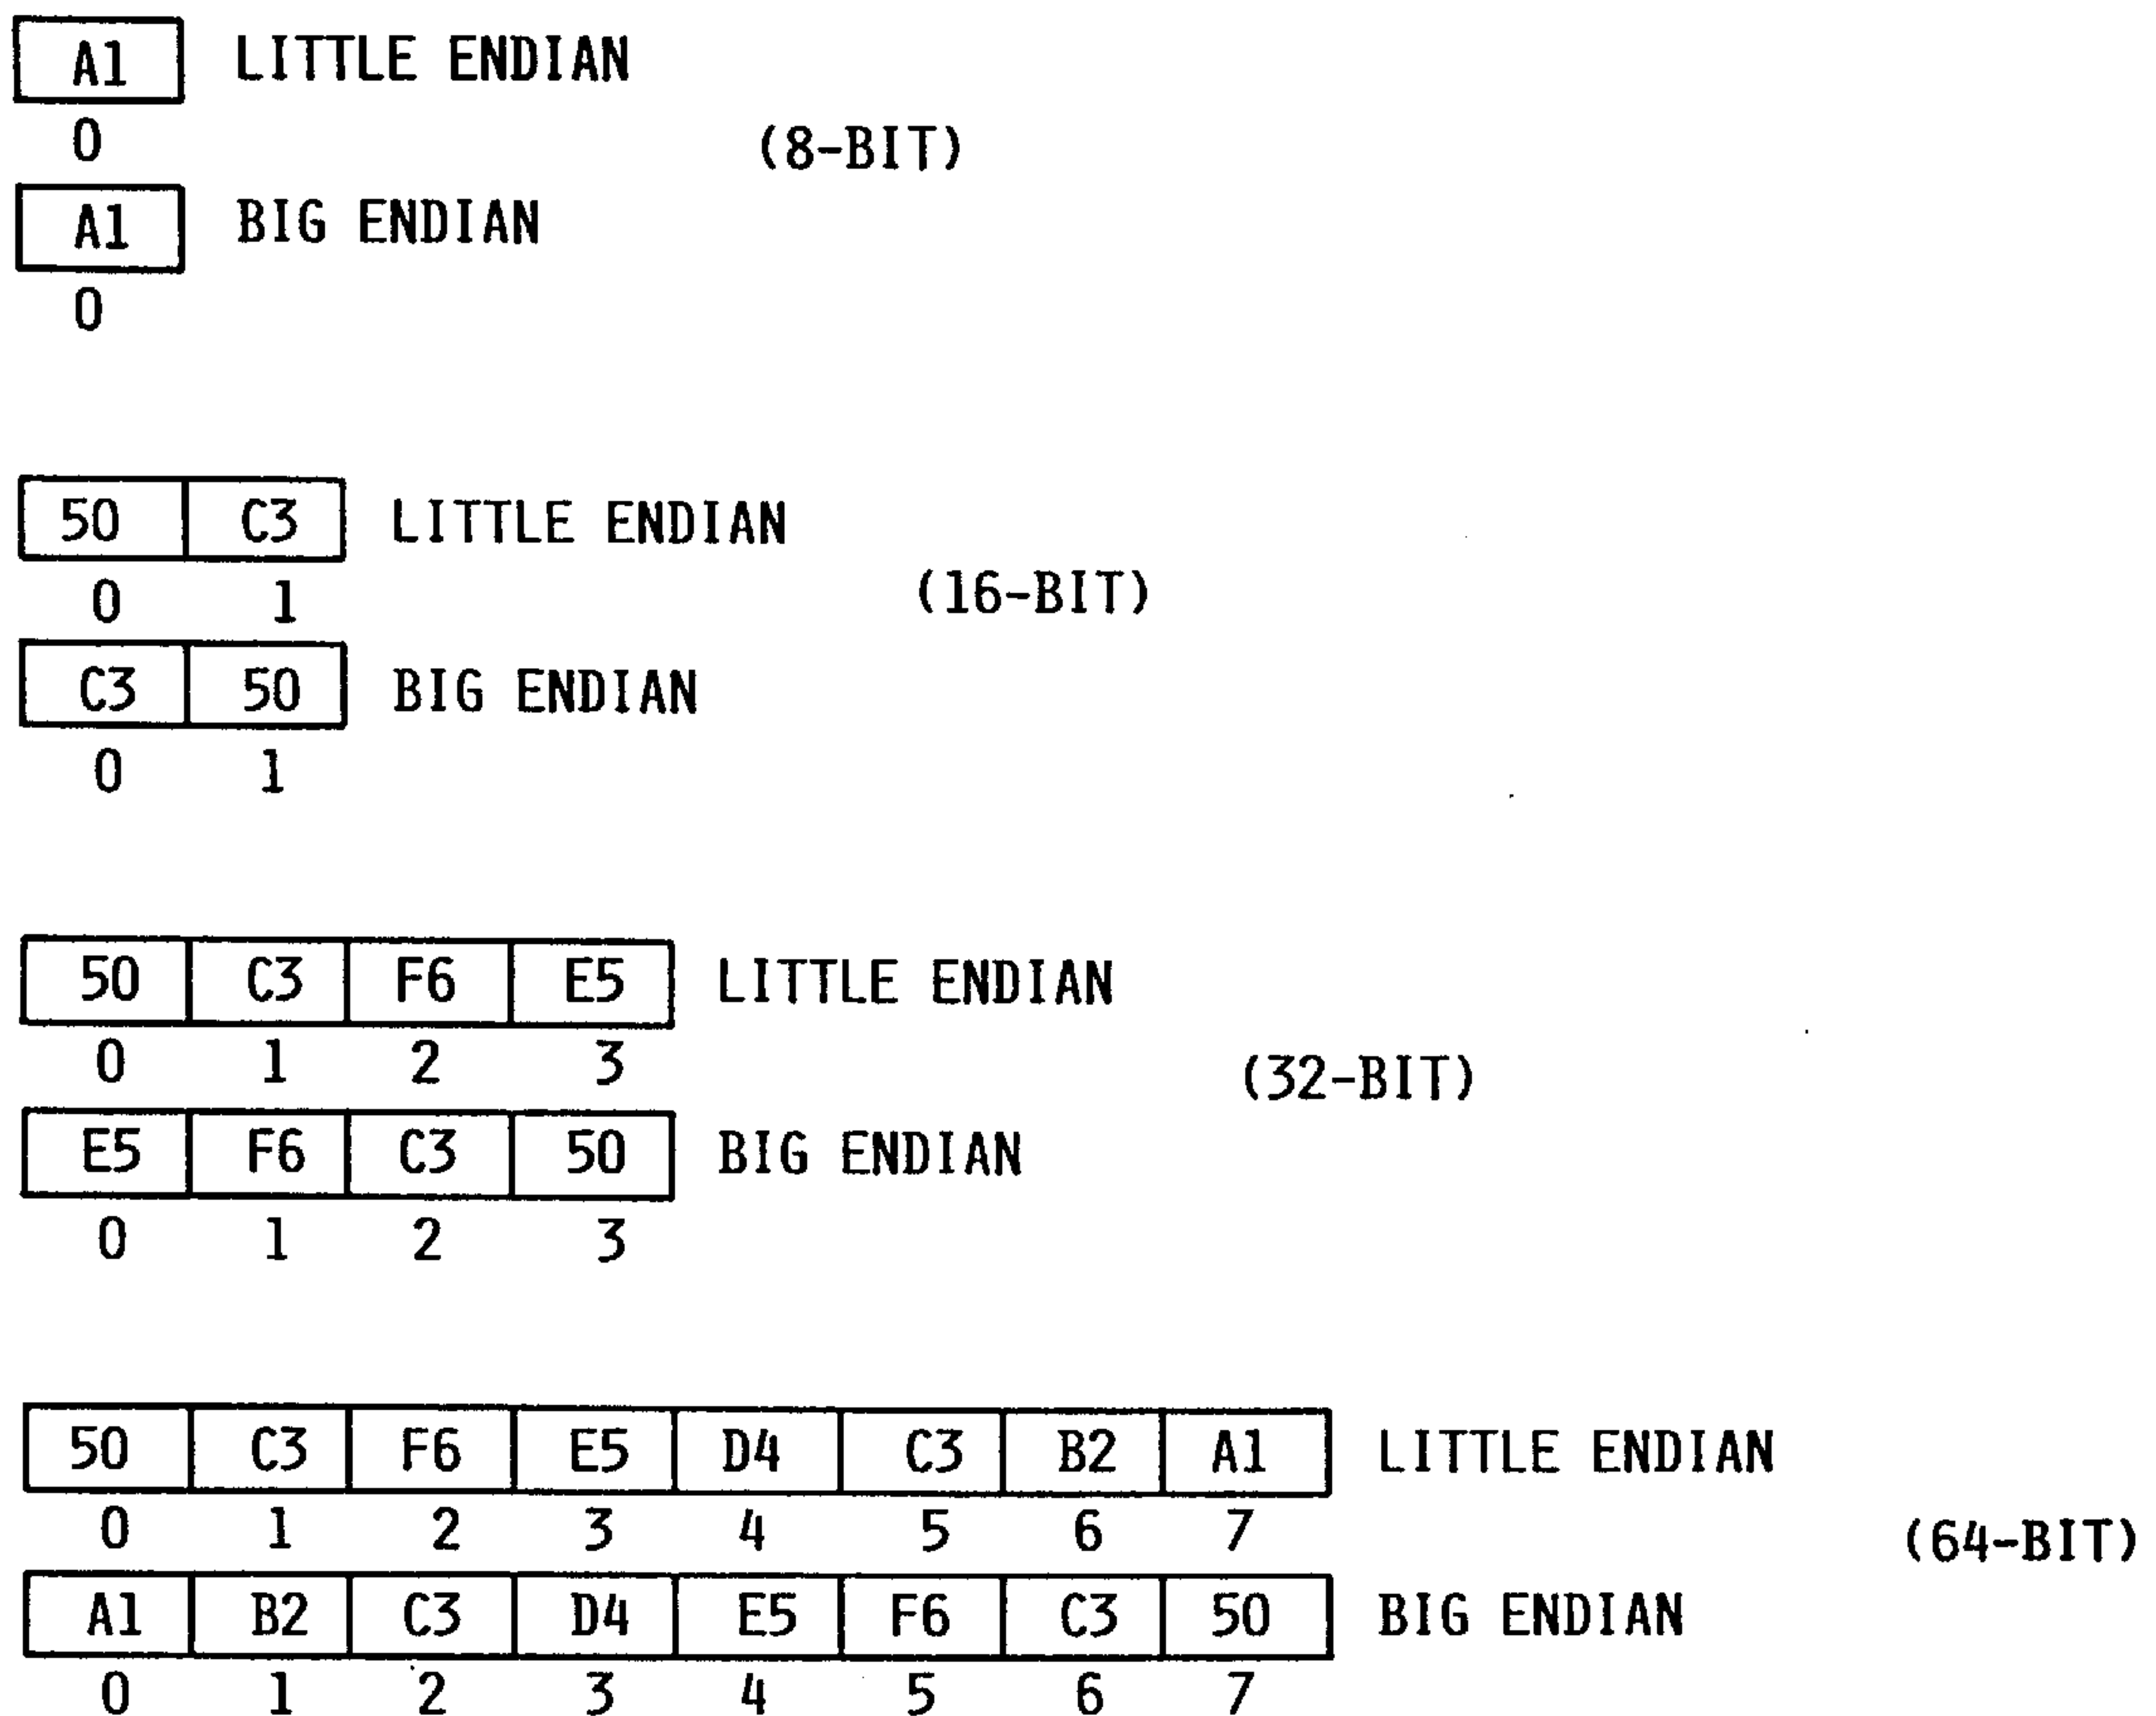 A1 LITTLE ENDIAN
0
(8-BIT)
A1 BIG ENDIAN
0
50 C3 LITTLE ENDIAN
0 1
(16-BIT)
C3 50 BIG ENDIAN
0 1
50 C3 F6 E5 LITTLE ENDIAN
0 1 2 3
(32-BIT)
E5 F6 C3 50 BIG ENDIAN
0 1 2 3
50 C3 F6 E5 D4 C3 B2 A1 LITTLE ENDIAN
0 1 2 3 4 5 6 7
(64-BIT)
A1 B2 C3 D4 E5 F6 C3 50 BIG ENDIAN
0 1 2 3 4 5 6 7